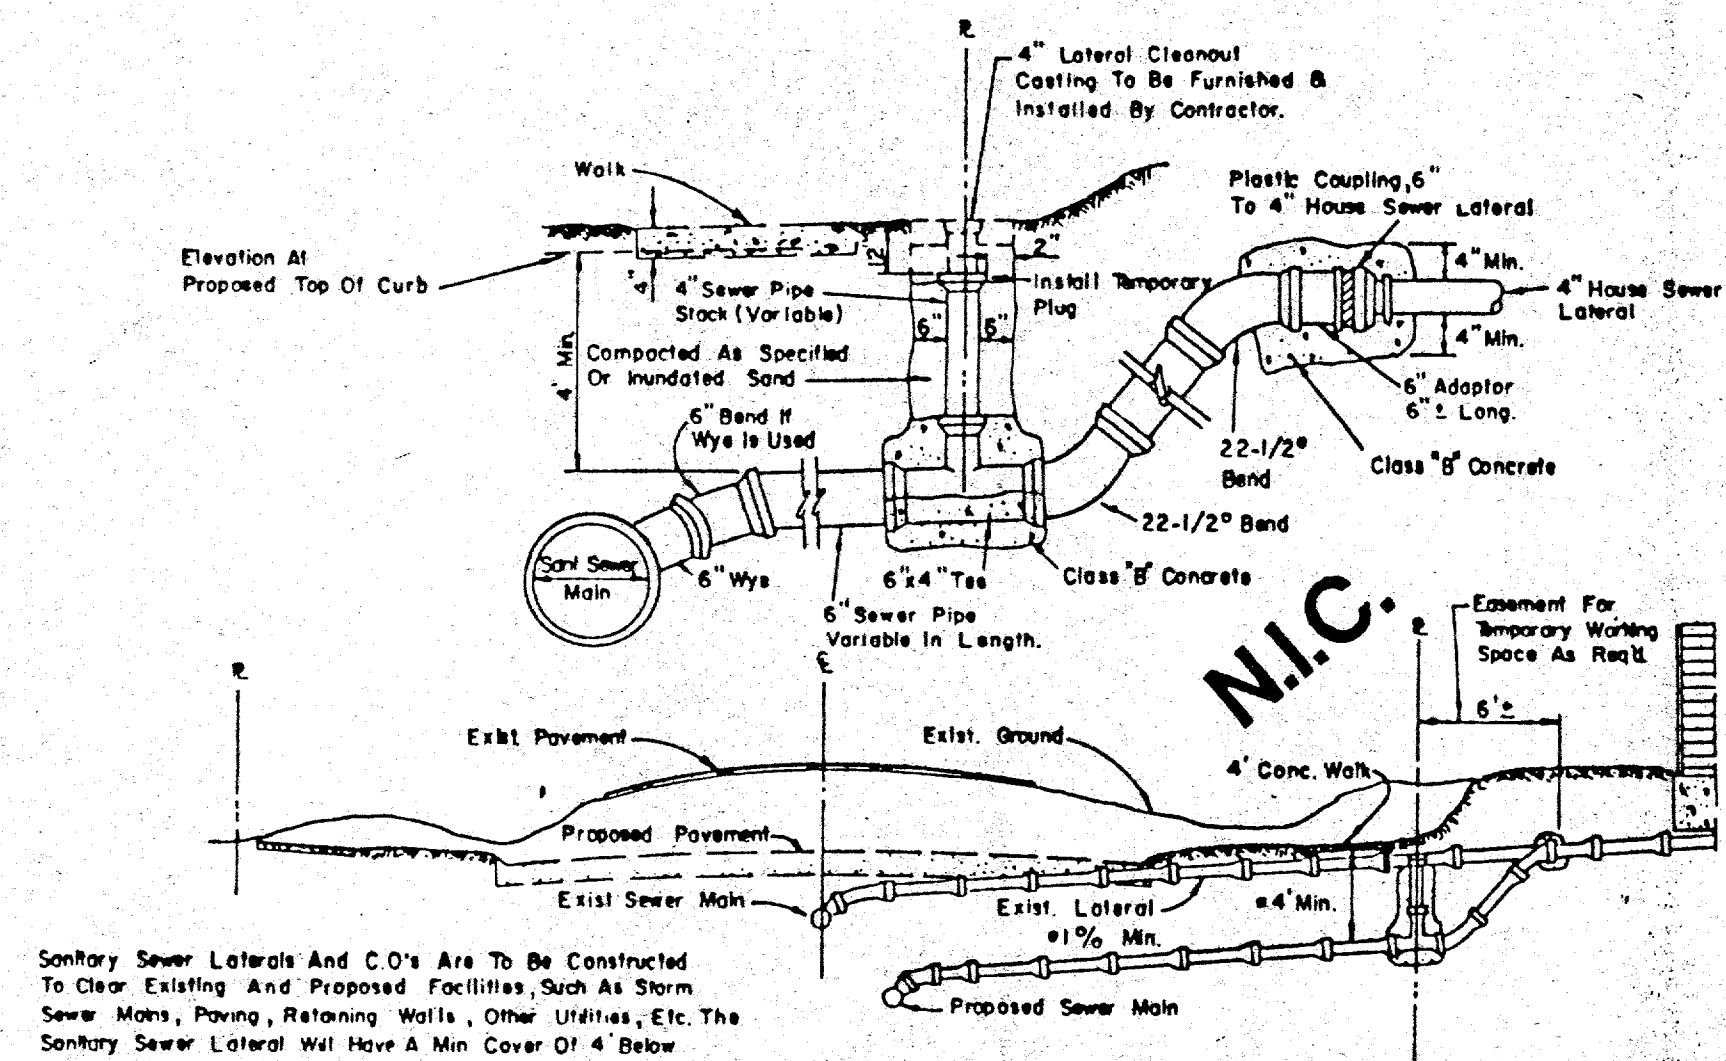 PL
4" Lateral Cleanout
Casting To Be Furnished &
Installed By Contractor.
Walk
Plastic Coupling, 6"
To 4" House Sewer Lateral
Elevation At
Proposed Top Of Curb
12"
2"
4"
4" Sewer Pipe
Stack (Variable)
Install Temporary
Plug
4" Min.
4" House Sewer
Lateral
4" Min.
6"
6"
4' Min.
Compacted As Specified
Or Inundated Sand
6" Bend If
Wye Is Used
6" Adaptor
6" ± Long.
22-1/2°
Bend
Class "B" Concrete
22-1/2° Bend
Sant Sewer
Main
6" Wye
6"x4" Tee
Class "B" Concrete
6" Sewer Pipe
Variable In Length.
N.I.C.
Easement For
Temporary Working
Space As Req'd.
PL
CL
PL
6'±
Exist. Pavement
Exist. Ground
4' Conc. Walk
Proposed Pavement
Exist Sewer Main
Exist. Lateral
*1% Min.
*4' Min.
Proposed Sewer Main
Sanitary Sewer Laterals And C.O's Are To Be Constructed
To Clear Existing And Proposed Facilities, Such As Storm
Sewer Mains, Paving, Retaining Walls, Other Utilities, Etc. The
Sanitary Sewer Lateral Will Have A Min Cover Of 4' Below